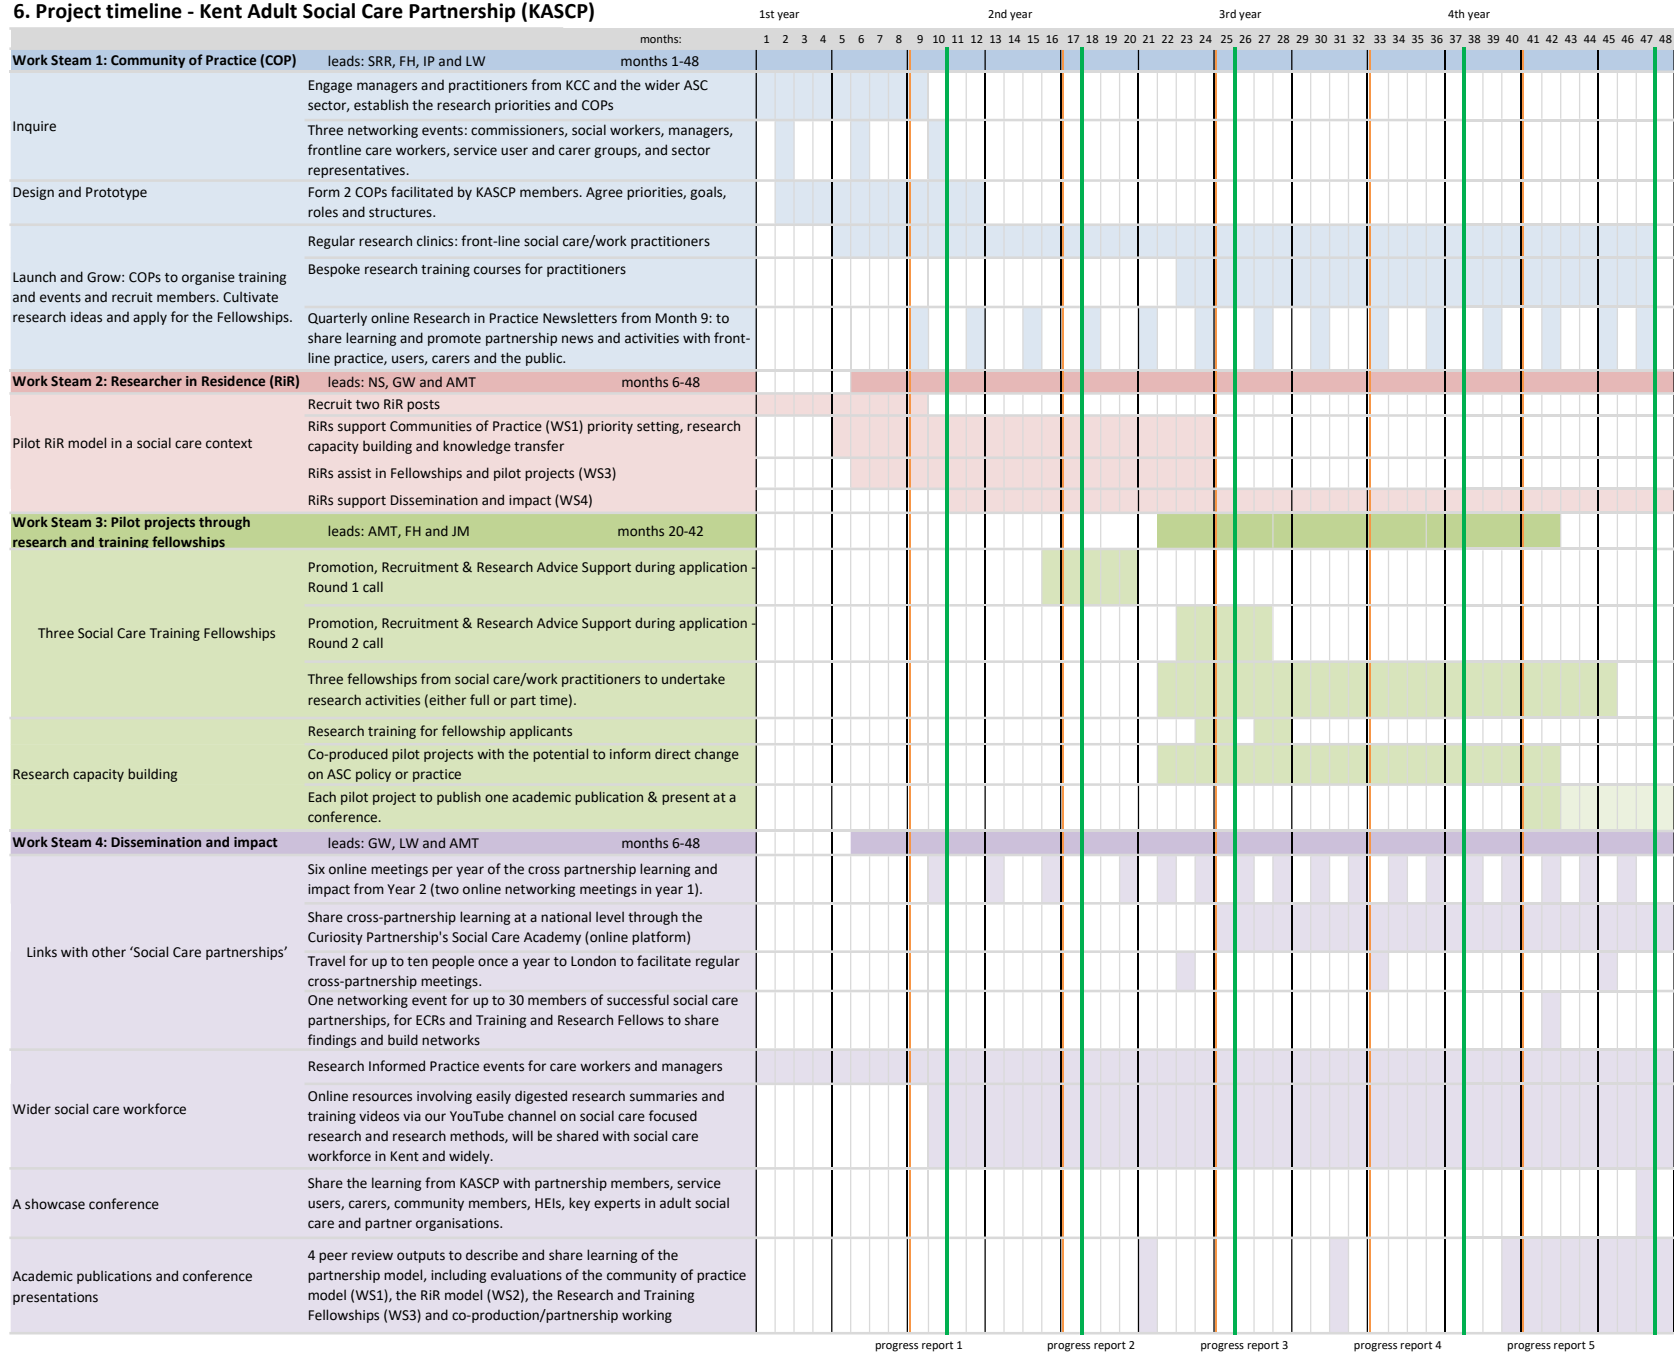 6. Project timeline - Kent Adult Social Care Partnership (KASCP)
1st year 2nd year 3rd year 4th year
months: 1 2 3 4 5 6 7 8 9 10 11 12 13 14 15 16 17 18 19 20 21 22 23 24 25 26 27 28 29 30 31 32 33 34 35 36 37 38 39 40 41 42 43 44 45 46 47 48
Work Steam 1: Community of Practice (COP) leads: SRR, FH, IP and LW months 1-48
Inquire
Engage managers and practitioners from KCC and the wider ASC
sector, establish the research priorities and COPs
Three networking events: commissioners, social workers, managers,
frontline care workers, service user and carer groups, and sector
representatives.
Design and Prototype
Form 2 COPs facilitated by KASCP members. Agree priorities, goals,
roles and structures.
Launch and Grow: COPs to organise training
and events and recruit members. Cultivate
research ideas and apply for the Fellowships.
Regular research clinics: front-line social care/work practitioners
Bespoke research training courses for practitioners
Quarterly online Research in Practice Newsletters from Month 9: to
share learning and promote partnership news and activities with front-
line practice, users, carers and the public.
Work Steam 2: Researcher in Residence (RiR) leads: NS, GW and AMT months 6-48
Pilot RiR model in a social care context
Recruit two RiR posts
RiRs support Communities of Practice (WS1) priority setting, research
capacity building and knowledge transfer
RiRs assist in Fellowships and pilot projects (WS3)
RiRs support Dissemination and impact (WS4)
Work Steam 3: Pilot projects through
research and training fellowships
leads: AMT, FH and JM months 20-42
Three Social Care Training Fellowships
Promotion, Recruitment & Research Advice Support during application -
Round 1 call
Promotion, Recruitment & Research Advice Support during application -
Round 2 call
Three fellowships from social care/work practitioners to undertake
research activities (either full or part time).
Research capacity building
Research training for fellowship applicants
Co-produced pilot projects with the potential to inform direct change
on ASC policy or practice
Each pilot project to publish one academic publication & present at a
conference.
Work Steam 4: Dissemination and impact leads: GW, LW and AMT months 6-48
Links with other ‘Social Care partnerships’
Six online meetings per year of the cross partnership learning and
impact from Year 2 (two online networking meetings in year 1).
Share cross-partnership learning at a national level through the
Curiosity Partnership's Social Care Academy (online platform)
Travel for up to ten people once a year to London to facilitate regular
cross-partnership meetings.
One networking event for up to 30 members of successful social care
partnerships, for ECRs and Training and Research Fellows to share
findings and build networks
Wider social care workforce
Research Informed Practice events for care workers and managers
Online resources involving easily digested research summaries and
training videos via our YouTube channel on social care focused
research and research methods, will be shared with social care
workforce in Kent and widely.
A showcase conference
Share the learning from KASCP with partnership members, service
users, carers, community members, HEIs, key experts in adult social
care and partner organisations.
Academic publications and conference
presentations
4 peer review outputs to describe and share learning of the
partnership model, including evaluations of the community of practice
model (WS1), the RiR model (WS2), the Research and Training
Fellowships (WS3) and co-production/partnership working
progress report 1 progress report 2 progress report 3 progress report 4 progress report 5